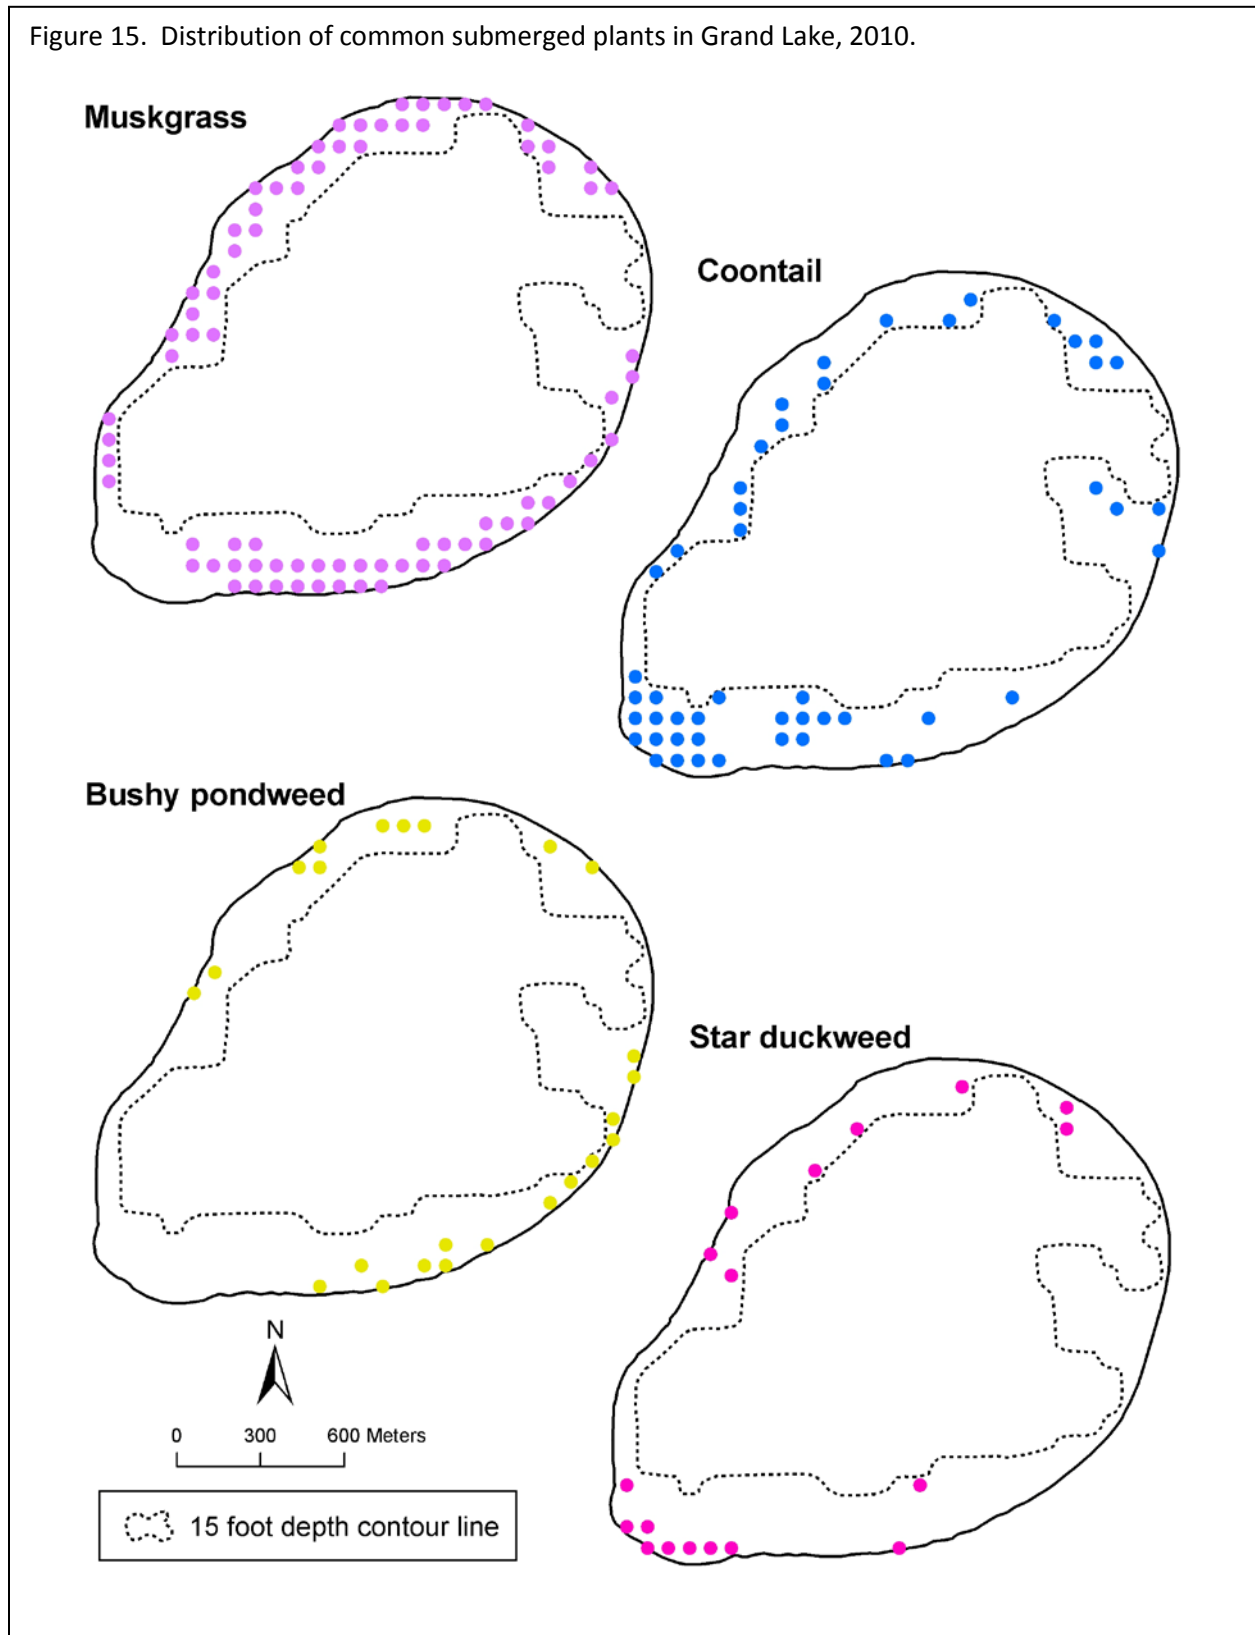 Figure 15.  Distribution of common submerged plants in Grand Lake, 2010.
Muskgrass
Coontail
Bushy pondweed
Star duckweed
N
0 300 600 Meters
15 foot depth contour line